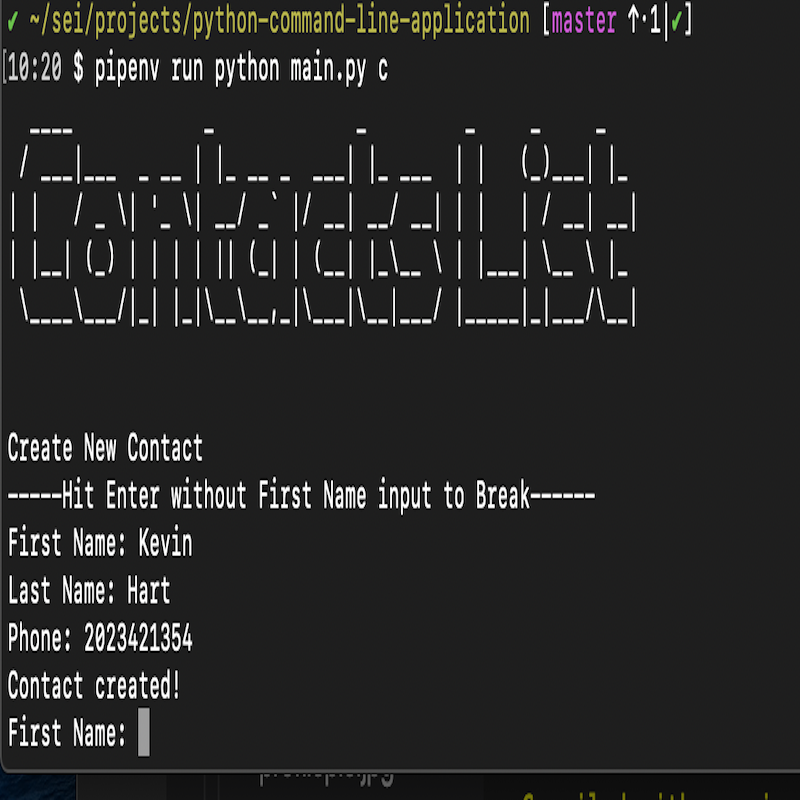 ✔ ~/sei/projects/python-command-line-application [master ↑·1|✔]
[10:20 $ pipenv run python main.py c
Contacts List
Create New Contact
-----Hit Enter without First Name input to Break------
First Name: Kevin
Last Name: Hart
Phone: 2023421354
Contact created!
First Name: